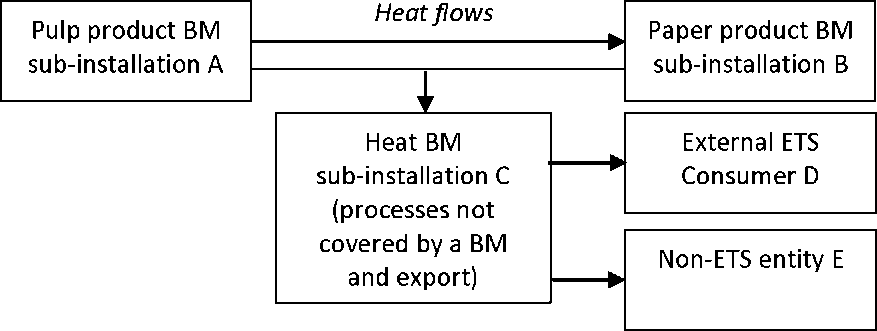 Heat flows
Pulp product BM
sub-installation A
Paper product BM
sub-installation B
Heat BM
sub-installation C
(processes not
covered by a BM
and export)
External ETS
Consumer D
Non-ETS entity E